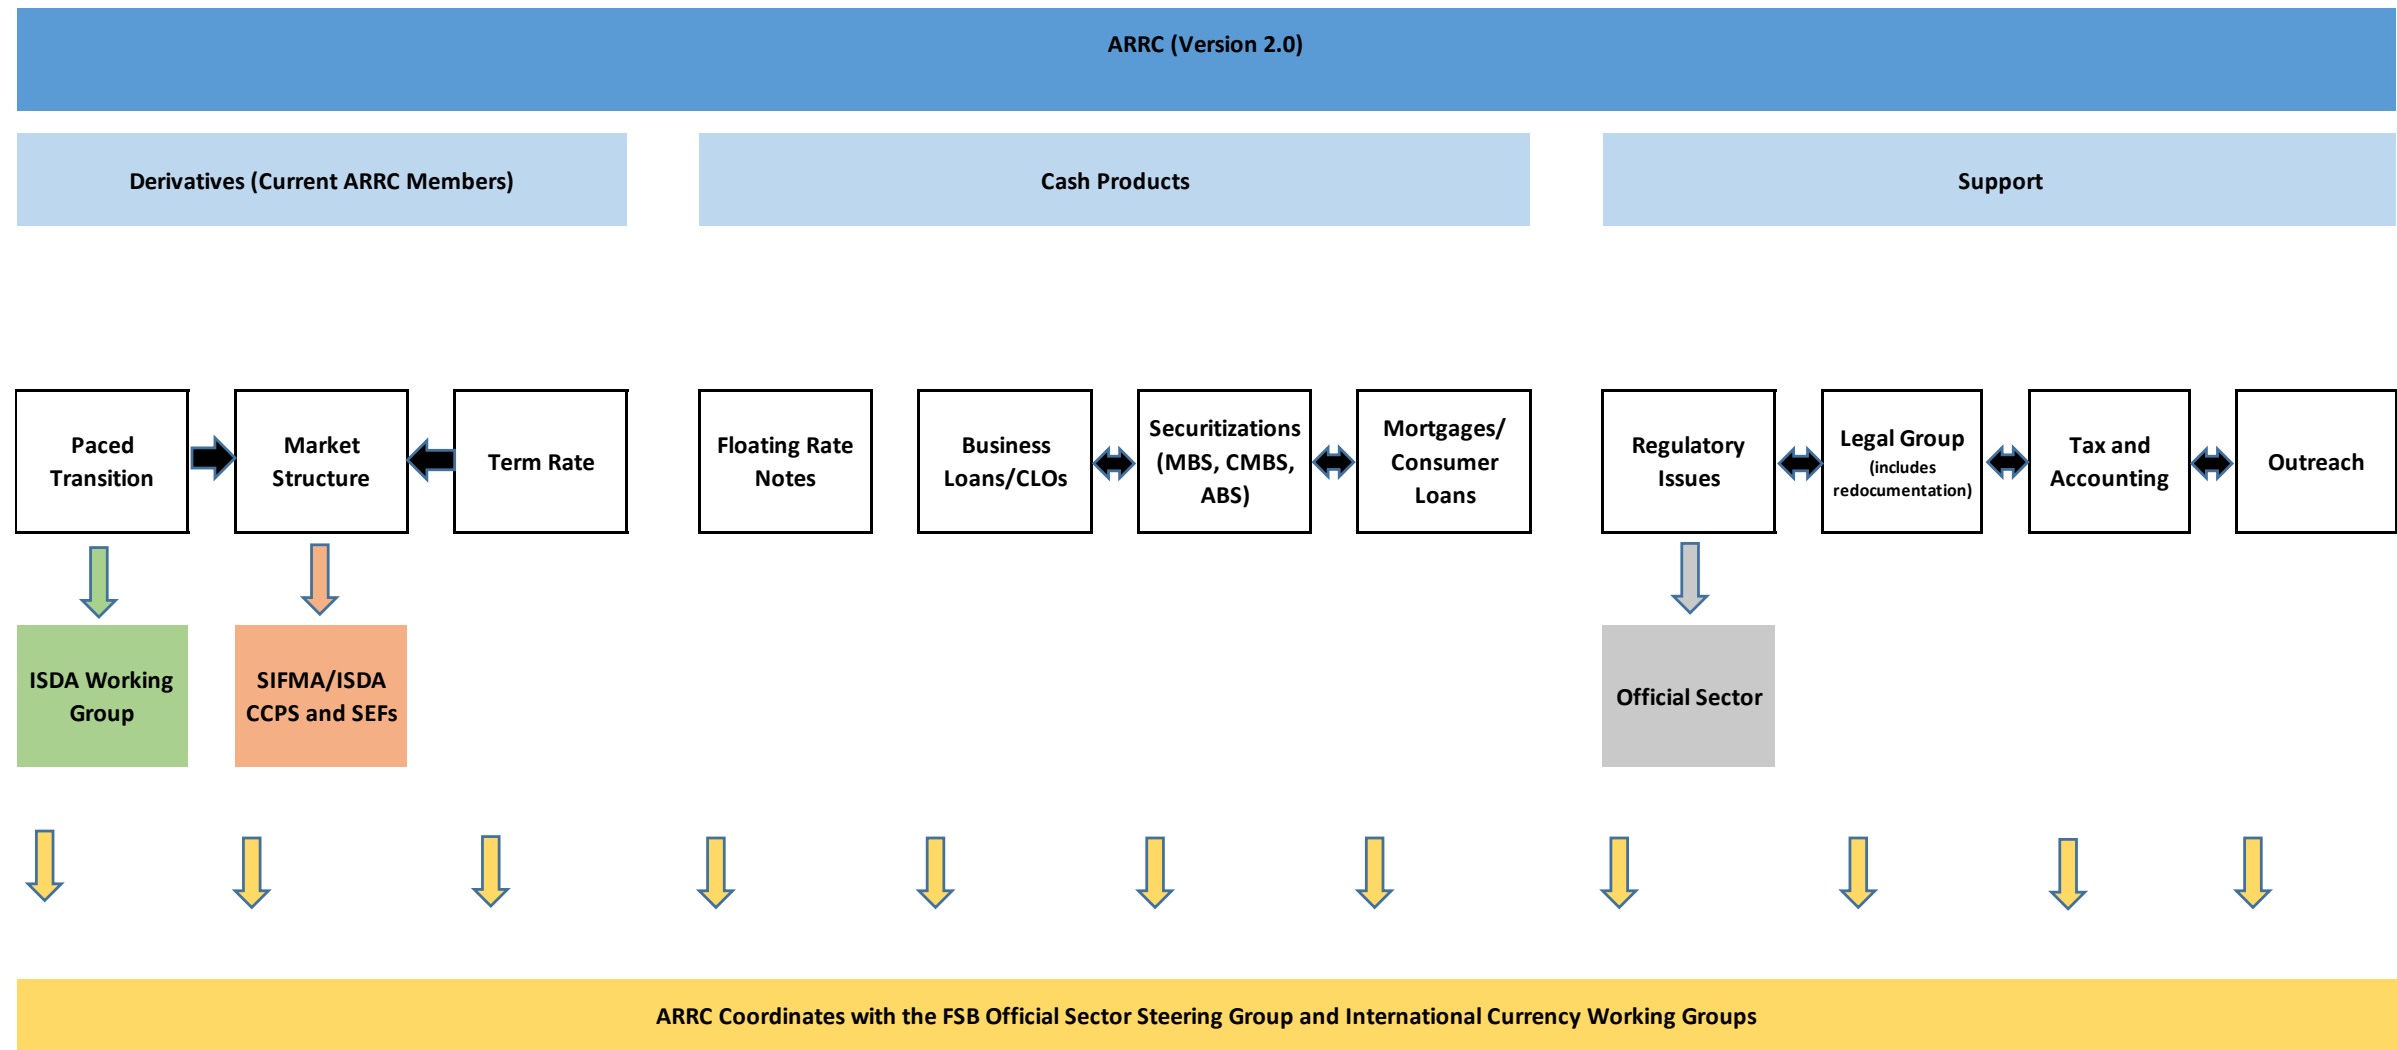 ARRC (Version 2.0)
Derivatives (Current ARRC Members)
Cash Products
Support
Paced
Transition
Market
Structure
Term Rate
Floating Rate
Notes
Business
Loans/CLOs
Securitizations
(MBS, CMBS,
ABS)
Mortgages/
Consumer
Loans
Regulatory
Issues
Legal Group
(includes
redocumentation)
Tax and
Accounting
Outreach
ISDA Working
Group
SIFMA/ISDA
CCPS and SEFs
Official Sector
ARRC Coordinates with the FSB Official Sector Steering Group and International Currency Working Groups